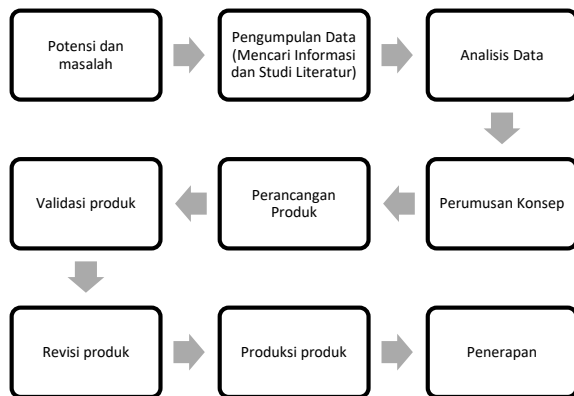 Potensi dan
masalah
Pengumpulan Data
(Mencari Informasi
dan Studi Literatur)
Analisis Data
Perumusan Konsep
Perancangan
Produk
Validasi produk
Revisi produk
Produksi produk
Penerapan